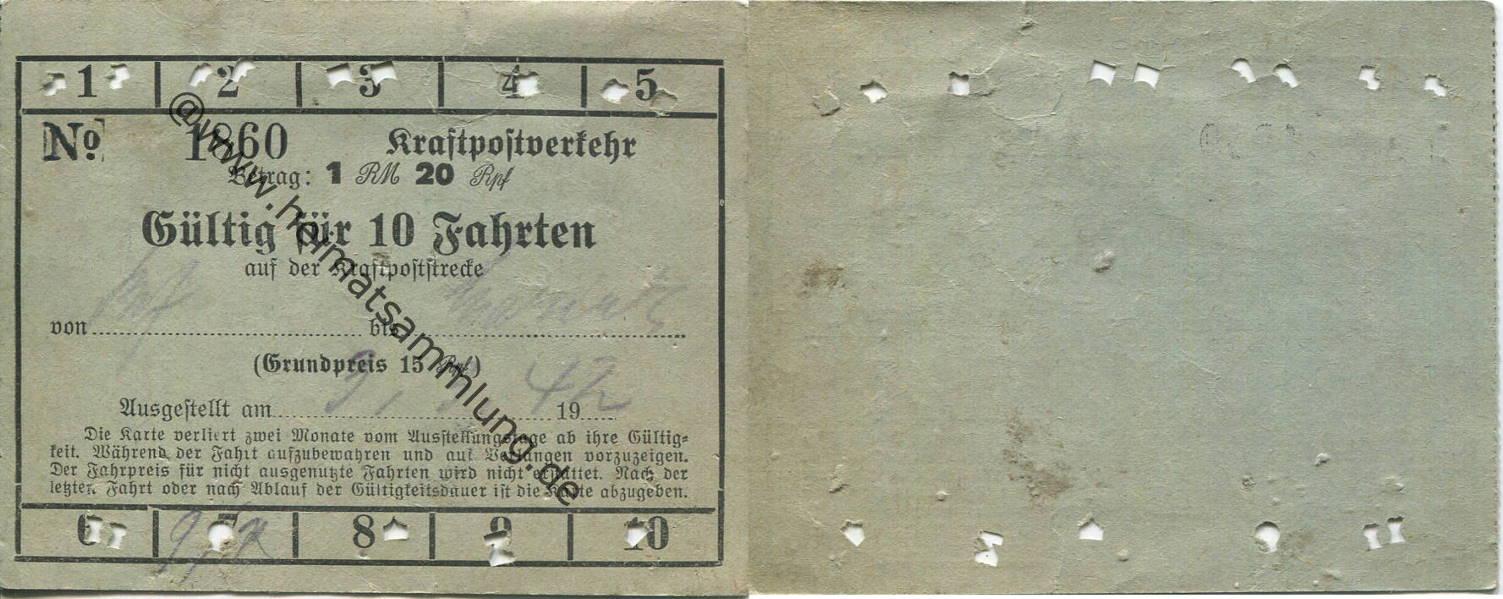 1 2 3 4 5
No. 1860 Kraftpostverkehr
Betrag: 1 RM 20 Rpf
Gültig für 10 Fahrten
auf der Kraftpoststrecke
von bis
(Grundpreis 15 Rpf)
Ausgestellt am 9. 42 19
Die Karte verliert zwei Monate vom Ausstellungstage ab ihre Gültig-
keit. Während der Fahrt aufzubewahren und auf Verlangen vorzuzeigen.
Der Fahrpreis für nicht ausgenutzte Fahrten wird nicht erstattet. Nach der
letzten Fahrt oder nach Ablauf der Gültigkeitsdauer ist die Karte abzugeben.
6 7 8 9 10
@www.heimatsammlung.de